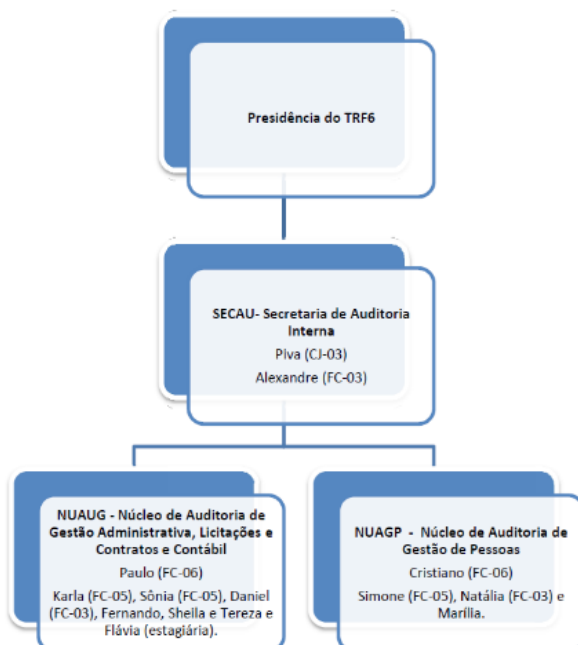 Presidência do TRF6
SECAU- Secretaria de Auditoria
Interna
Piva (CJ-03)
Alexandre (FC-03)
NUAUG - Núcleo de Auditoria de
Gestão Administrativa, Licitações e
Contratos e Contábil
Paulo (FC-06)
Karla (FC-05), Sônia (FC-05), Daniel
(FC-03), Fernando, Sheila e Tereza e
Flávia (estagiária).
NUAGP - Núcleo de Auditoria de
Gestão de Pessoas
Cristiano (FC-06)
Simone (FC-05), Natália (FC-03) e
Marília.